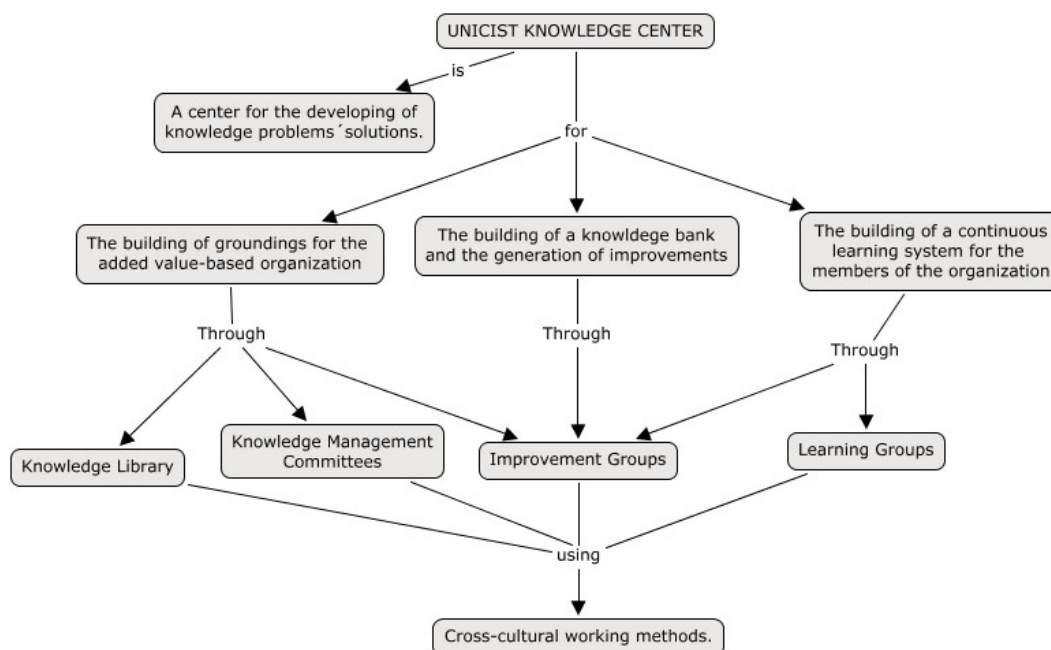 UNICIST KNOWLEDGE CENTER
is
A center for the developing of
knowledge problems´solutions.
for
The building of groundings for the
added value-based organization
The building of a knowldege bank
and the generation of improvements
The building of a continuous
learning system for the
members of the organization
Through
Through
Through
Knowledge Library
Knowledge Management
Committees
Improvement Groups
Learning Groups
using
Cross-cultural working methods.